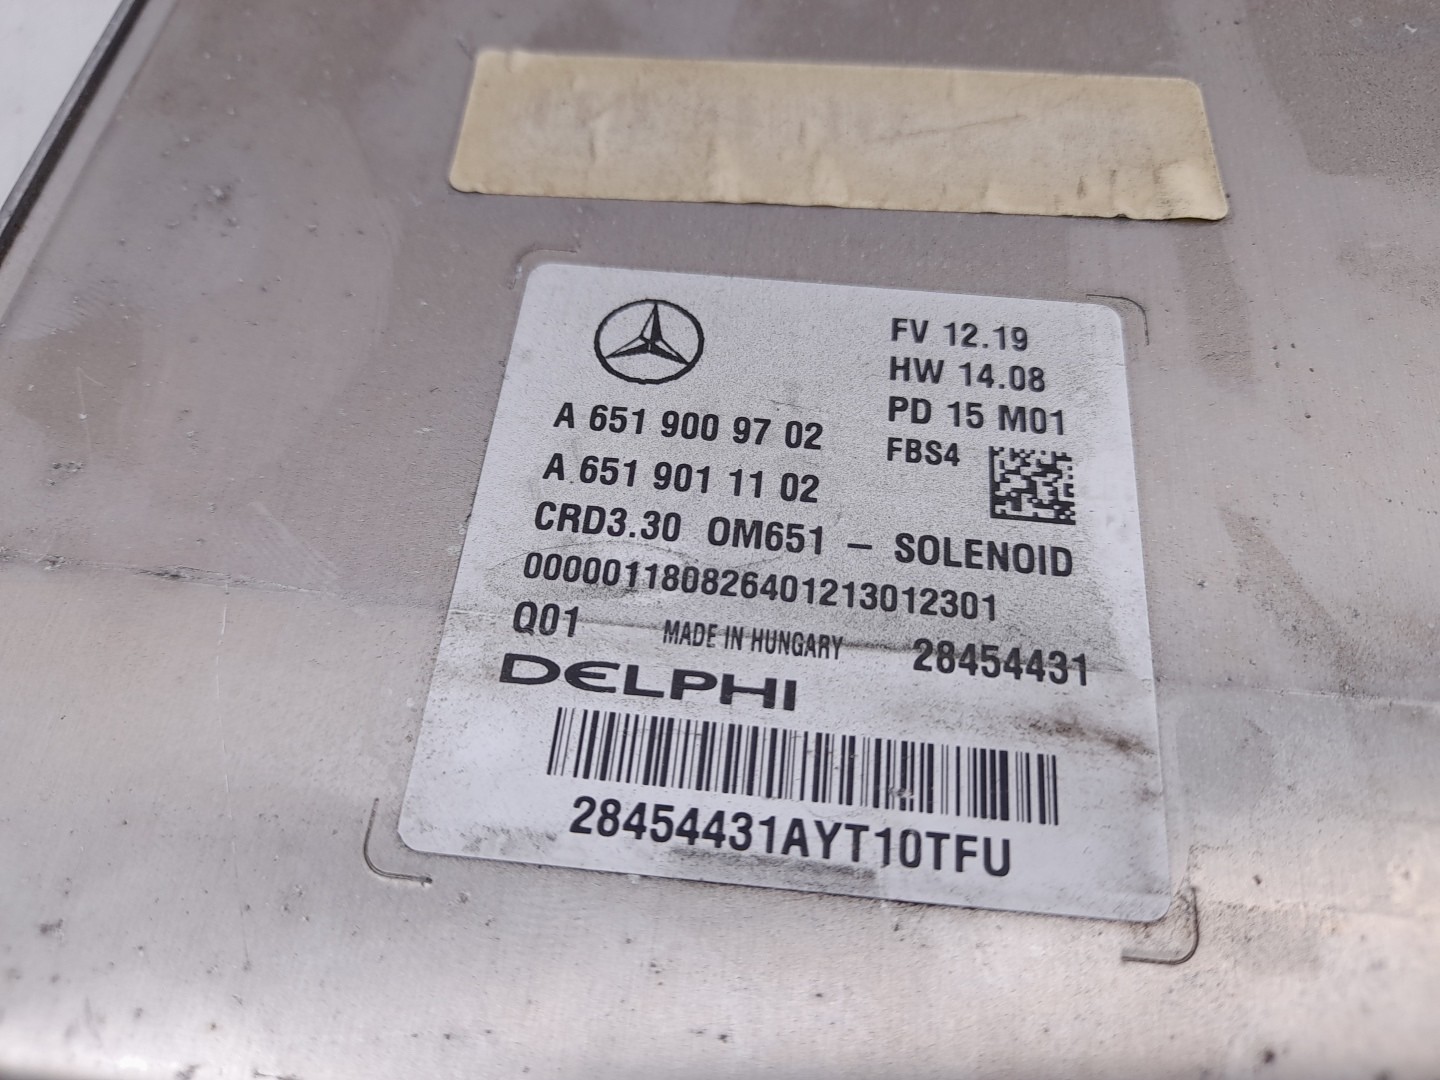 FV 12.19
HW 14.08
PD 15 M01
FBS4
A 651 900 97 02
A 651 901 11 02
CRD3.30 OM651 – SOLENOID
000001180826401213012301
Q01 MADE IN HUNGARY 28454431
DELPHI
28454431AYT10TFU